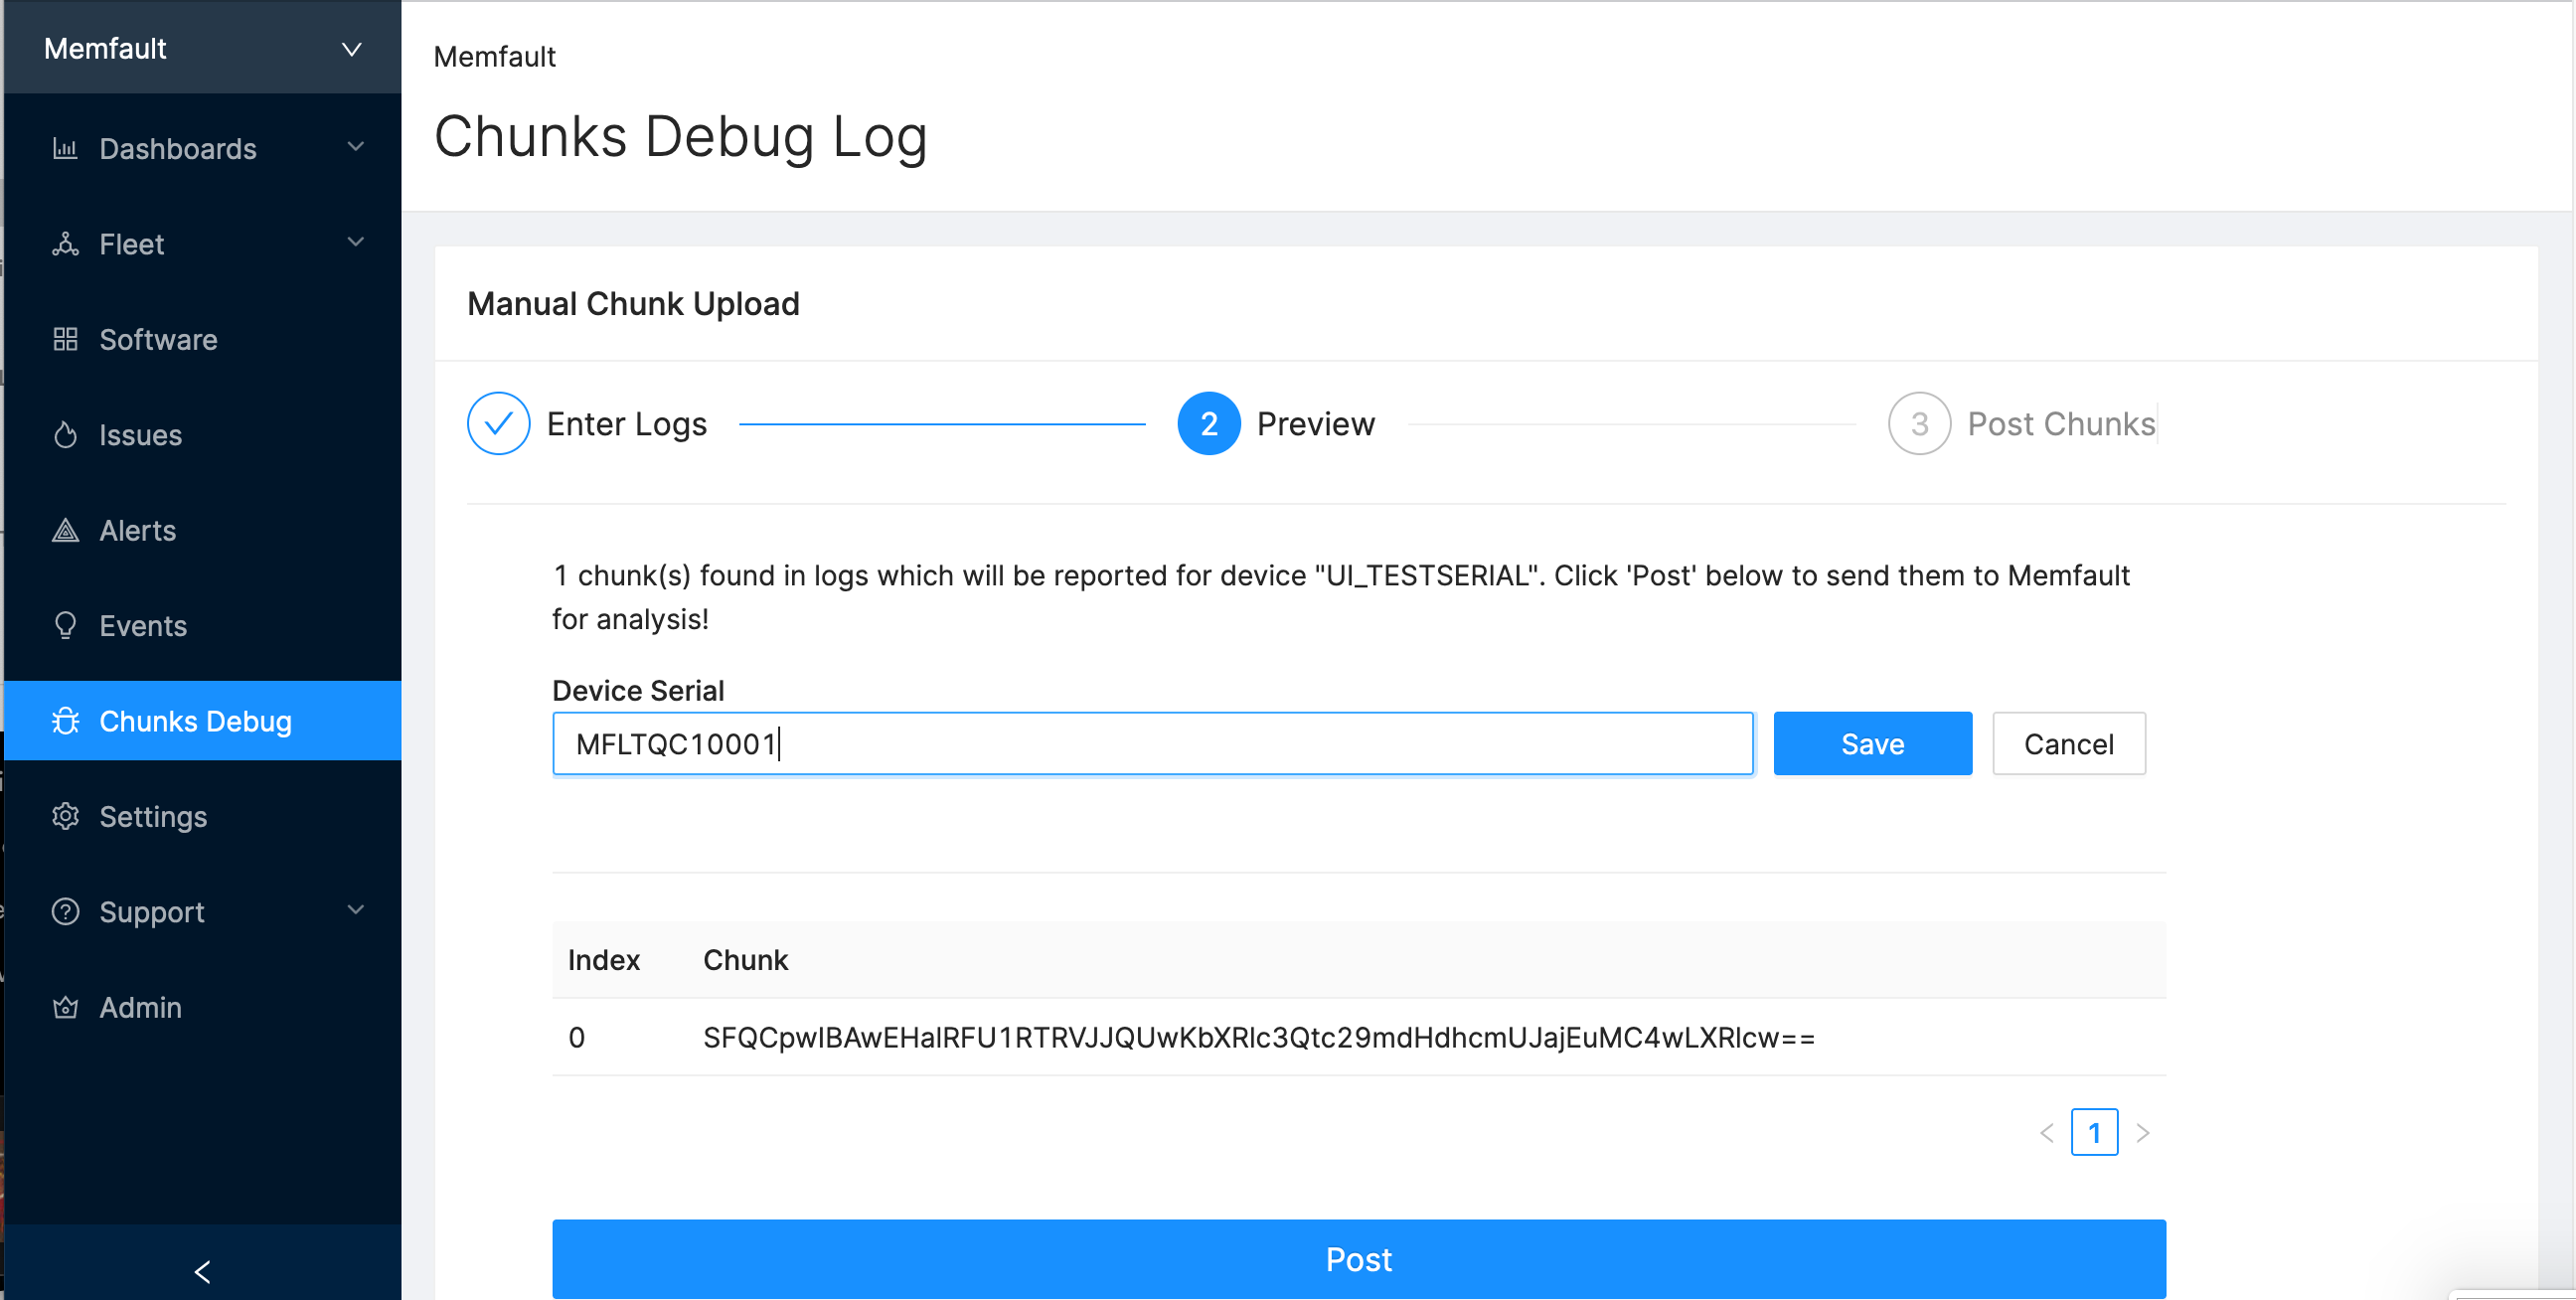 Memfault
Dashboards
Fleet
Software
Issues
Alerts
Events
Chunks Debug
Settings
Support
Admin
Memfault
Chunks Debug Log
Manual Chunk Upload
Enter Logs
2 Preview
3 Post Chunks
1 chunk(s) found in logs which will be reported for device "UI_TESTSERIAL". Click 'Post' below to send them to Memfault
for analysis!
Device Serial
MFLTQC10001 Save Cancel
Index Chunk
0 SFQCpwIBAwEHalRFU1RTRVJJQUwKbXRlc3Qtc29mdHdhcmUJajEuMC4wLXRlcw==
< 1 >
Post